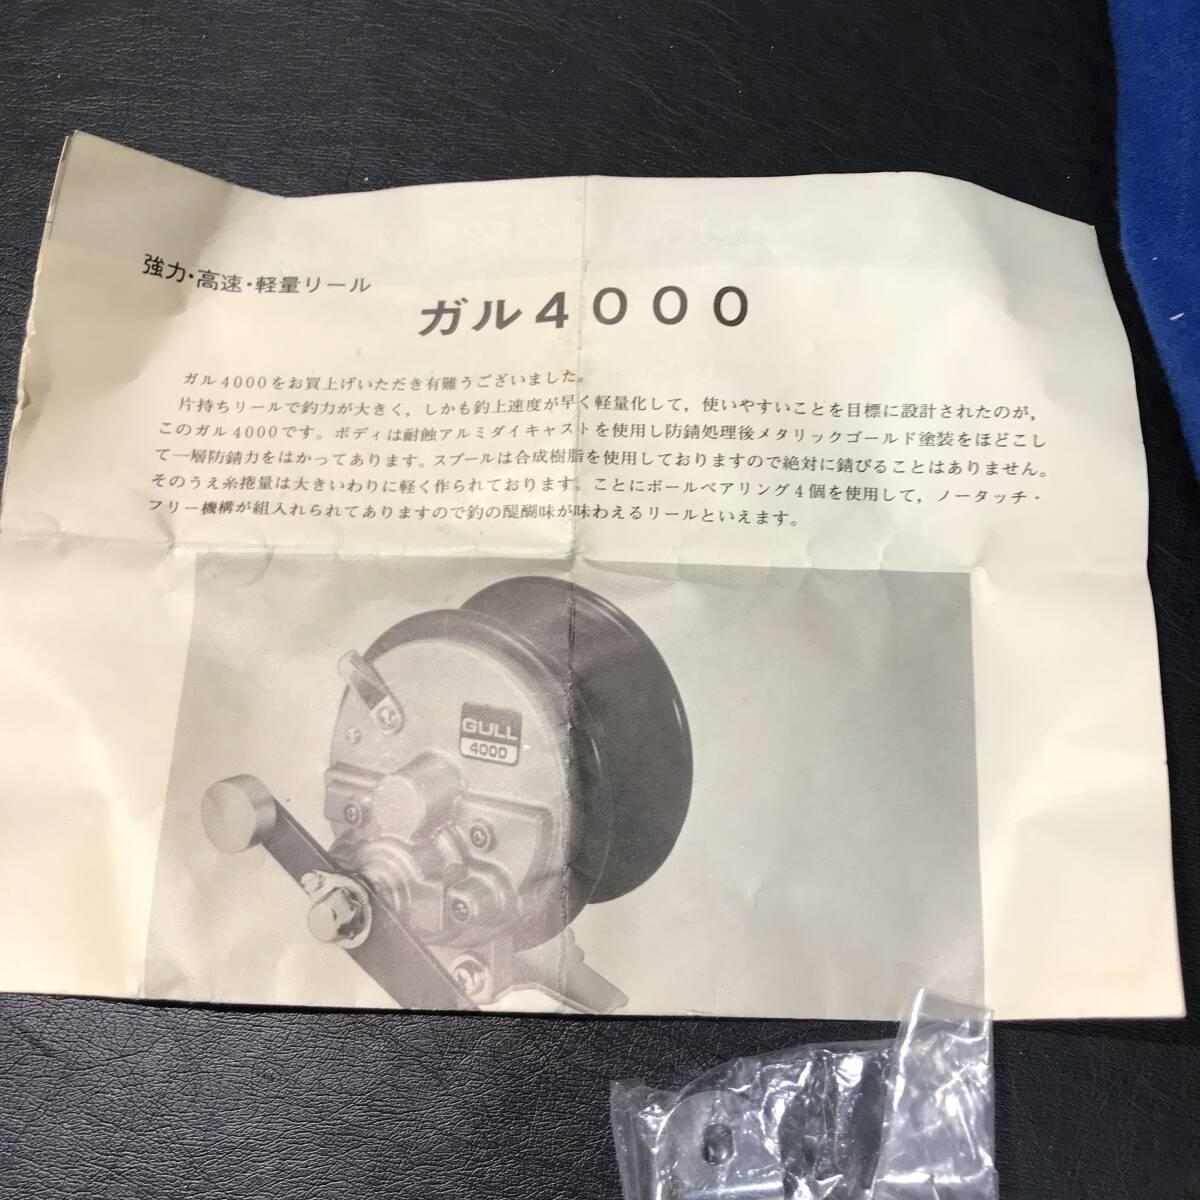 強力・高速・軽量リール
ガル４０００
ガル4000をお買上げいただき有難うございました。
片持ちリールで釣力が大きく，しかも釣上速度が早く軽量化して，使いやすいことを目標に設計されたのが，
このガル4000です。ボディは耐蝕アルミダイキャストを使用し防錆処理後メタリックゴールド塗装をほどこし
て一層防錆力をはかってあります。スプールは合成樹脂を使用しておりますので絶対に錆びることはありません。
そのうえ糸捲量は大きいわりに軽く作られております。ことにボールベアリング4個を使用して，ノータッチ・
フリー機構が組入れられてありますので釣の醍醐味が味わえるリールといえます。
GULL
4000